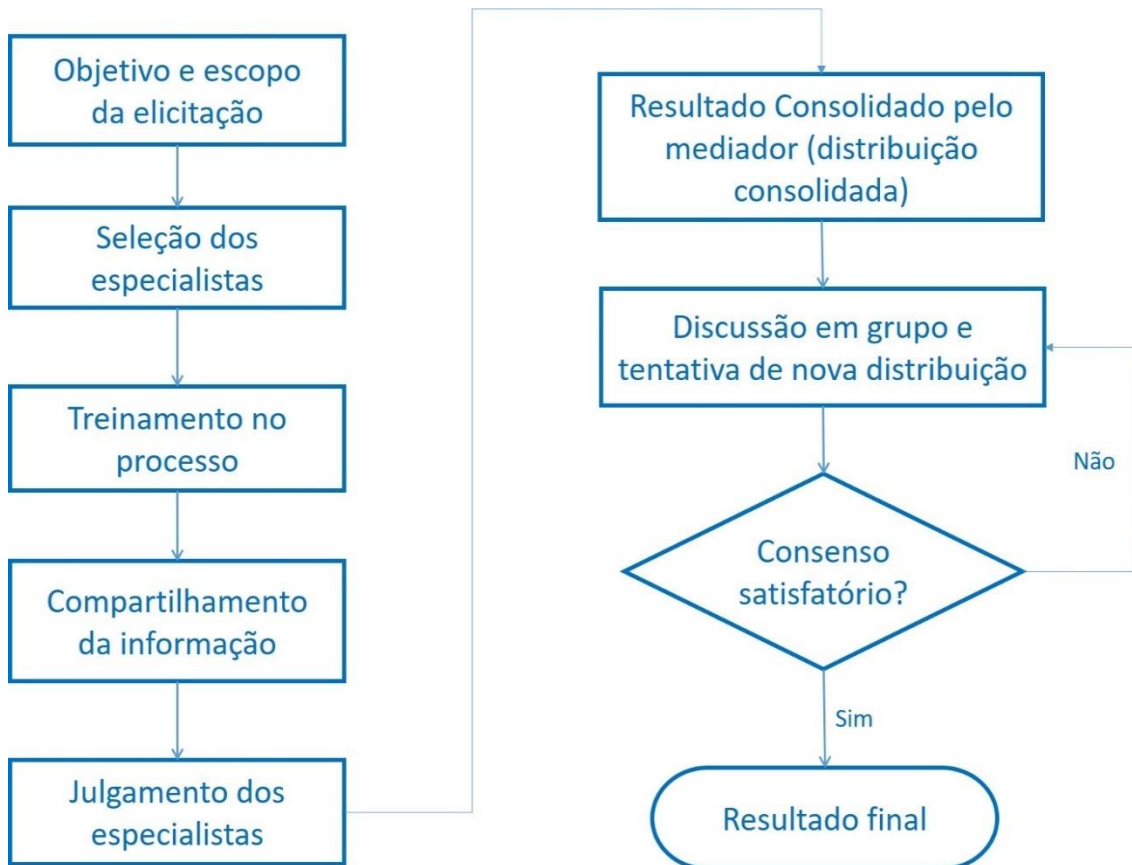 Objetivo e escopo
da elicitação
Seleção dos
especialistas
Treinamento no
processo
Compartilhamento
da informação
Julgamento dos
especialistas
Resultado Consolidado pelo
mediador (distribuição
consolidada)
Discussão em grupo e
tentativa de nova distribuição
Não
Consenso
satisfatório?
Sim
Resultado final